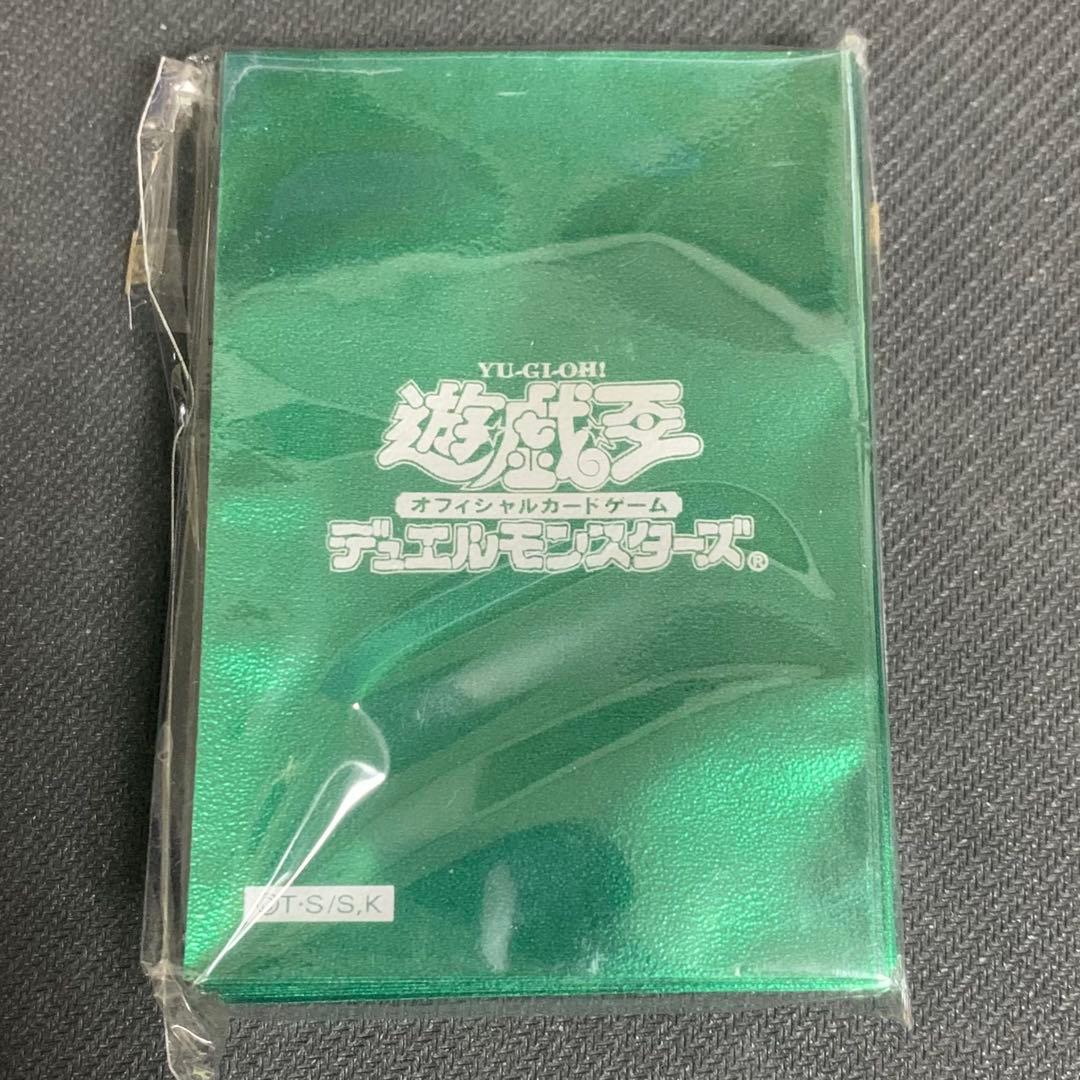 YU-GI-OH!
遊戯王
オフィシャルカードゲーム
デュエルモンスターズ®
©T·S/S,K